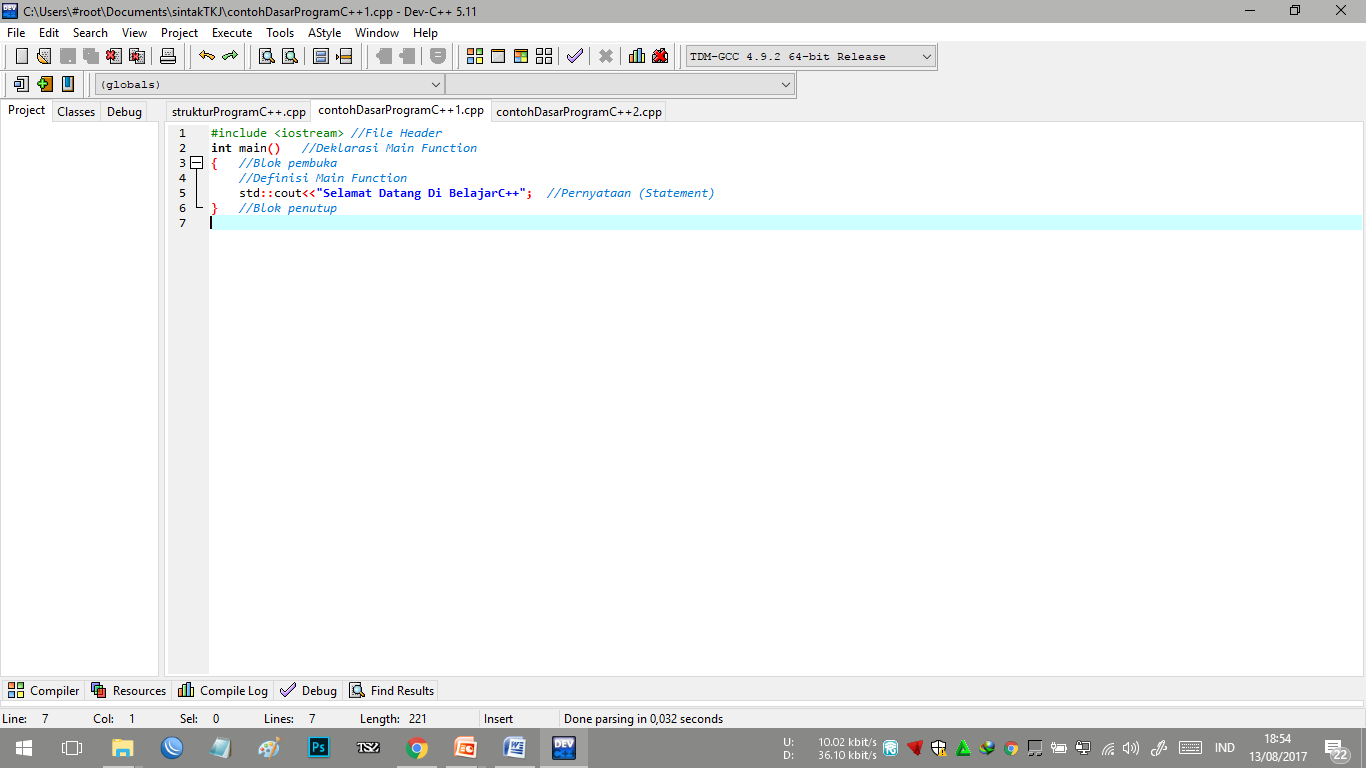 C:\Users\#root\Documents\sintakTKJ\contohDasarProgramC++1.cpp - Dev-C++ 5.11
File Edit Search View Project Execute Tools AStyle Window Help
TDM-GCC 4.9.2 64-bit Release
(globals)
Project Classes Debug strukturProgramC++.cpp contohDasarProgramC++1.cpp contohDasarProgramC++2.cpp
1 #include <iostream> //File Header
2 int main() //Deklarasi Main Function
3 { //Blok pembuka
4 //Definisi Main Function
5 std::cout<<"Selamat Datang Di BelajarC++"; //Pernyataan (Statement)
6 } //Blok penutup
7
Compiler Resources Compile Log Debug Find Results
Line: 7 Col: 1 Sel: 0 Lines: 7 Length: 221 Insert Done parsing in 0,032 seconds
Ps TS2 DEV C++ U: 10.02 kbit/s IND 18:54
D: 36.10 kbit/s 13/08/2017 22